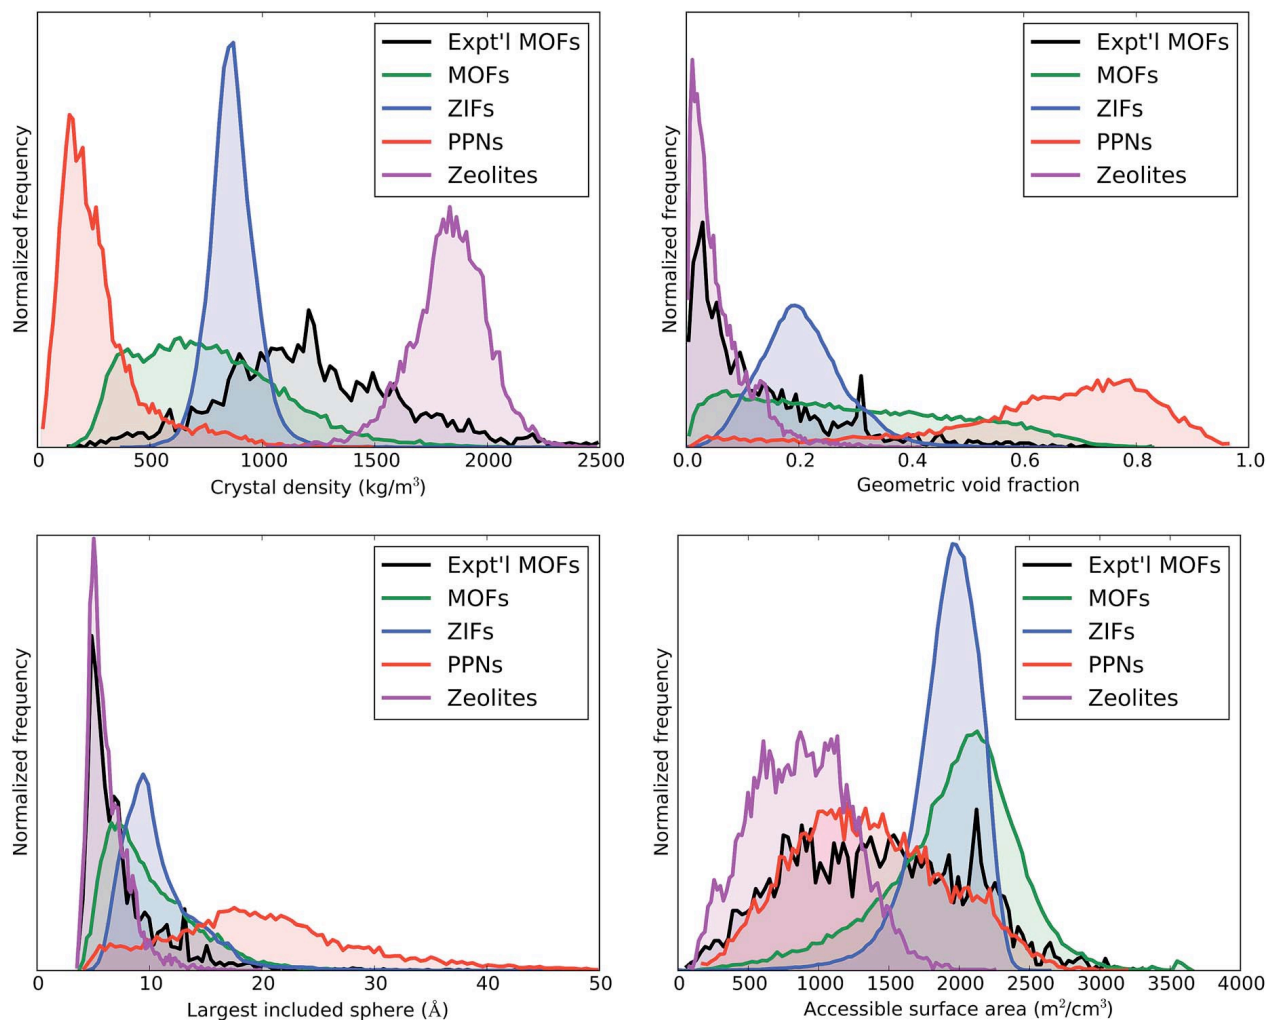 Expt'l MOFs
MOFs
ZIFs
PPNs
Zeolites
Normalized frequency
0 500 1000 1500 2000 2500
Crystal density (kg/m³)
Expt'l MOFs
MOFs
ZIFs
PPNs
Zeolites
Normalized frequency
0.0 0.2 0.4 0.6 0.8 1.0
Geometric void fraction
Expt'l MOFs
MOFs
ZIFs
PPNs
Zeolites
Normalized frequency
0 10 20 30 40 50
Largest included sphere (Å)
Expt'l MOFs
MOFs
ZIFs
PPNs
Zeolites
Normalized frequency
0 500 1000 1500 2000 2500 3000 3500 4000
Accessible surface area (m²/cm³)